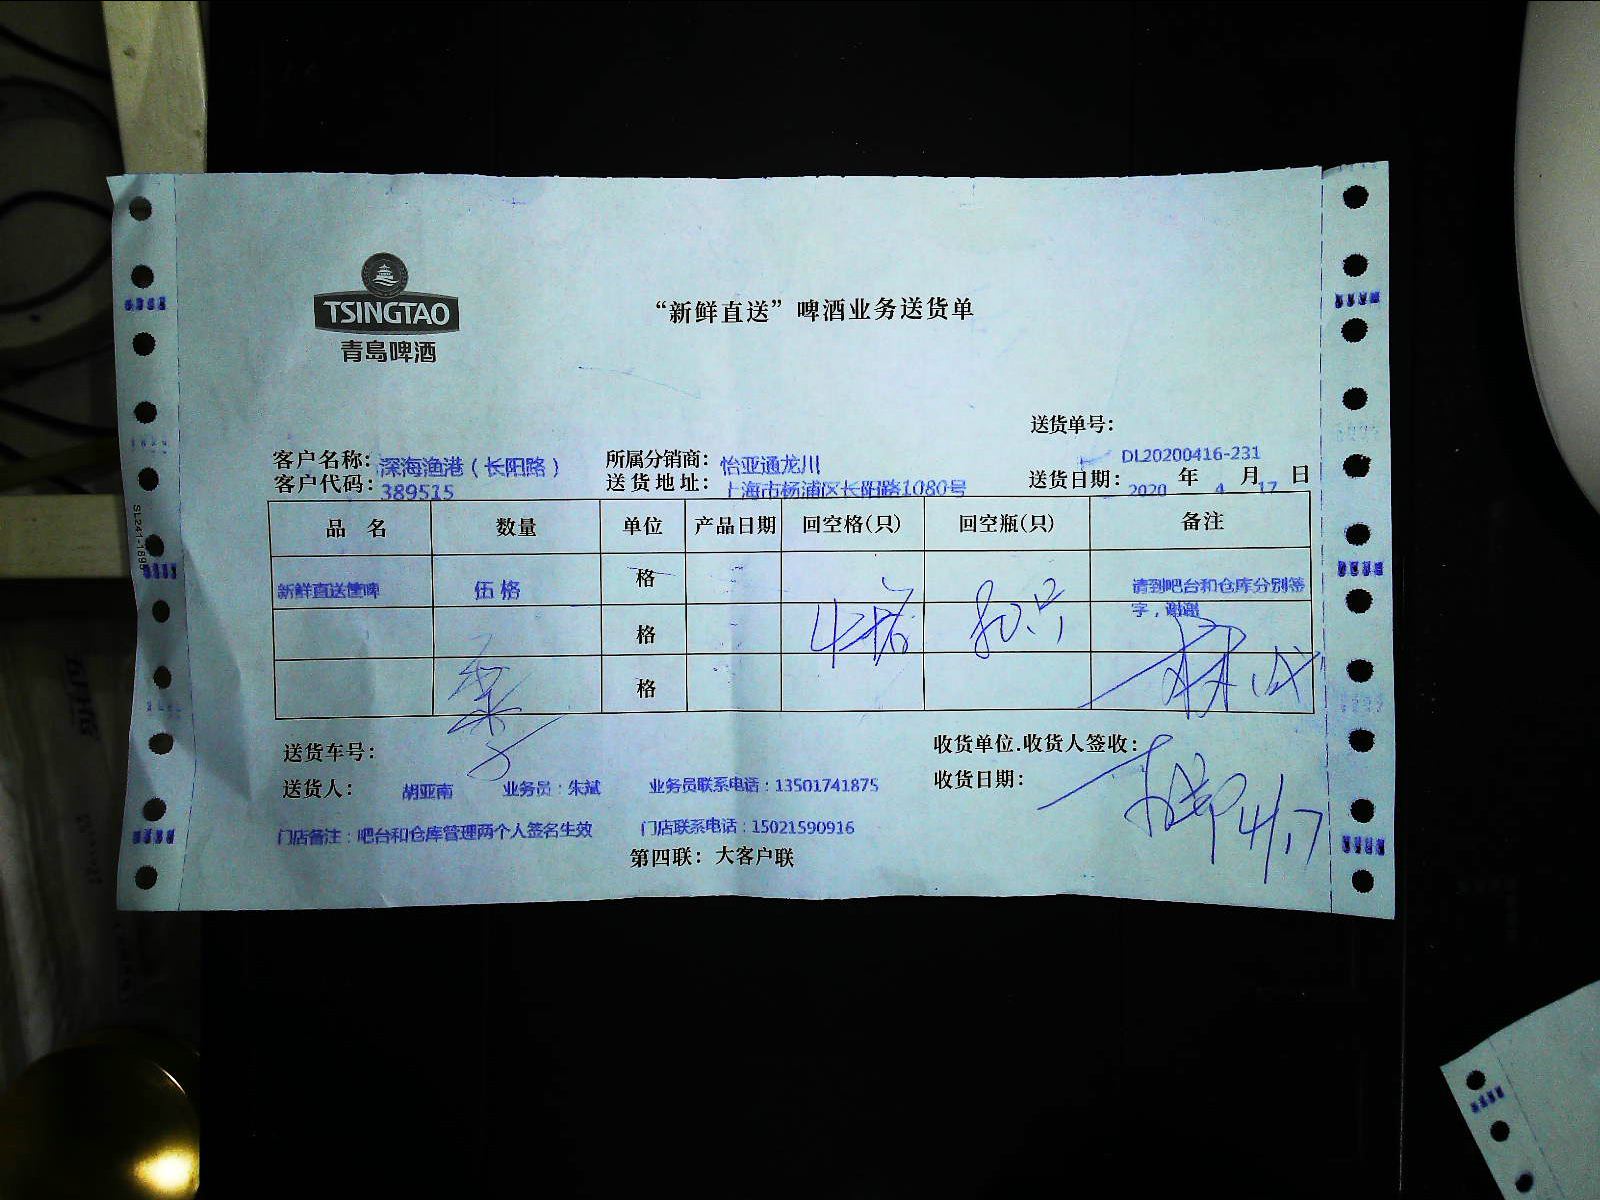 TSINGTAO
青島啤酒
“新鲜直送”啤酒业务送货单
送货单号：
DL20200416-231
客户名称：深海渔港（长阳路） 所属分销商：怡亚通龙川
客户代码：389515 送货地址：上海市杨浦区长阳路1080号 送货日期：2020 年 4 月 17 日
品 名 数量 单位 产品日期 回空格(只) 回空瓶(只) 备注
新鲜直送筐啤 伍格 格 请到吧台和仓库分别签
字，谢谢
格 4格 80只
格
送货车号： 收货单位.收货人签收：
送货人： 胡亚南 业务员：朱斌 业务员联系电话：13501741875 收货日期：
4/17
门店备注：吧台和仓库管理两个人签名生效 门店联系电话：15021590916
第四联：大客户联